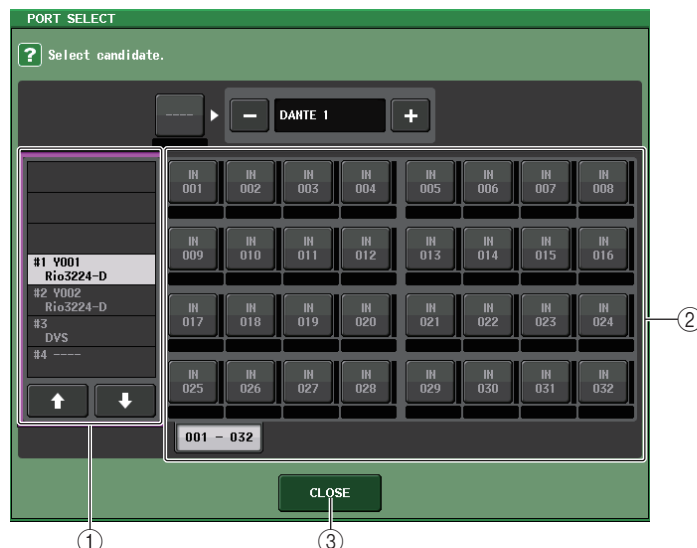 PORT SELECT
? Select candidate.
---- − DANTE 1 +
#1 Y001
Rio3224-D
#2 Y002
Rio3224-D
#3
DVS
#4 ----
IN 001 IN 002 IN 003 IN 004 IN 005 IN 006 IN 007 IN 008
IN 009 IN 010 IN 011 IN 012 IN 013 IN 014 IN 015 IN 016
IN 017 IN 018 IN 019 IN 020 IN 021 IN 022 IN 023 IN 024
IN 025 IN 026 IN 027 IN 028 IN 029 IN 030 IN 031 IN 032
001 - 032
CLOSE
②
① ③